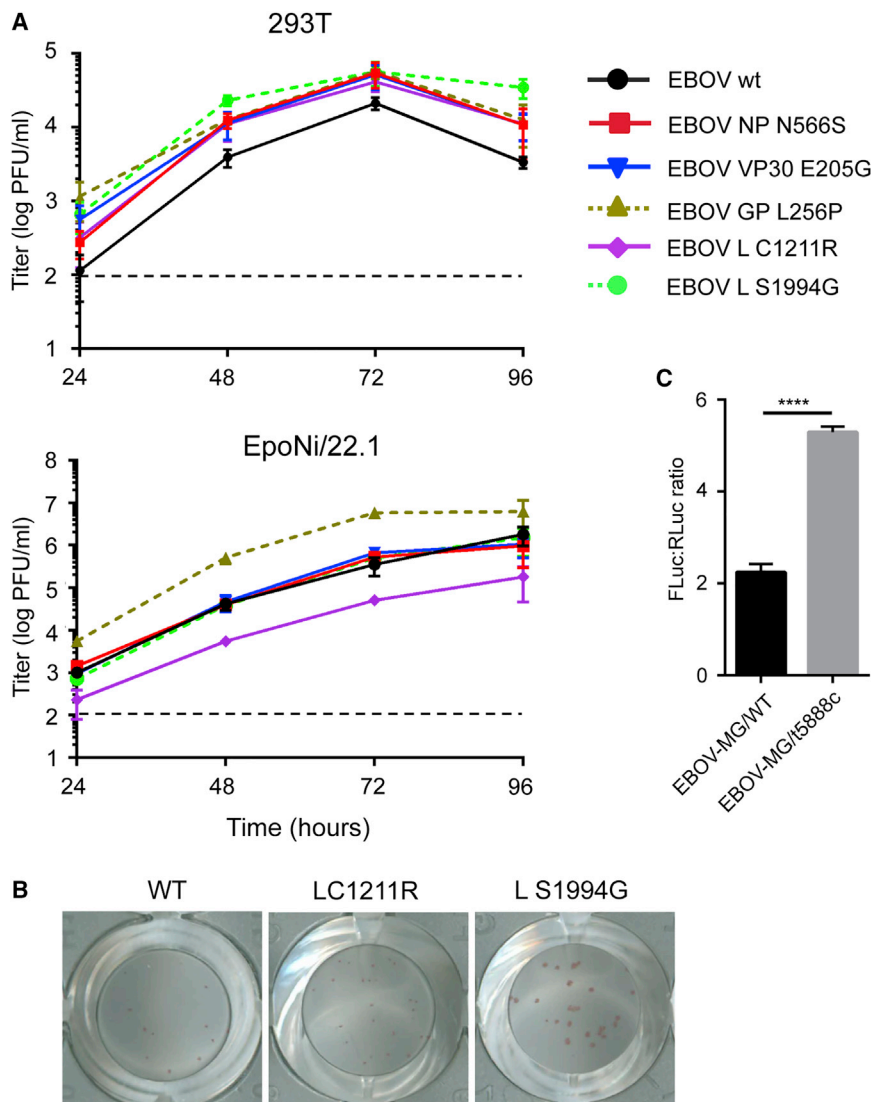 A
293T
Titer (log PFU/ml)
5
4
3
2
1
24
48
72
96
EBOV wt
EBOV NP N566S
EBOV VP30 E205G
EBOV GP L256P
EBOV L C1211R
EBOV L S1994G
EpoNi/22.1
Titer (log PFU/ml)
8
7
6
5
4
3
2
1
24
48
72
96
Time (hours)
C
FLuc:RLuc ratio
6
4
2
0
****
EBOV-MG/WT
EBOV-MG/t5888c
B
WT
LC1211R
L S1994G